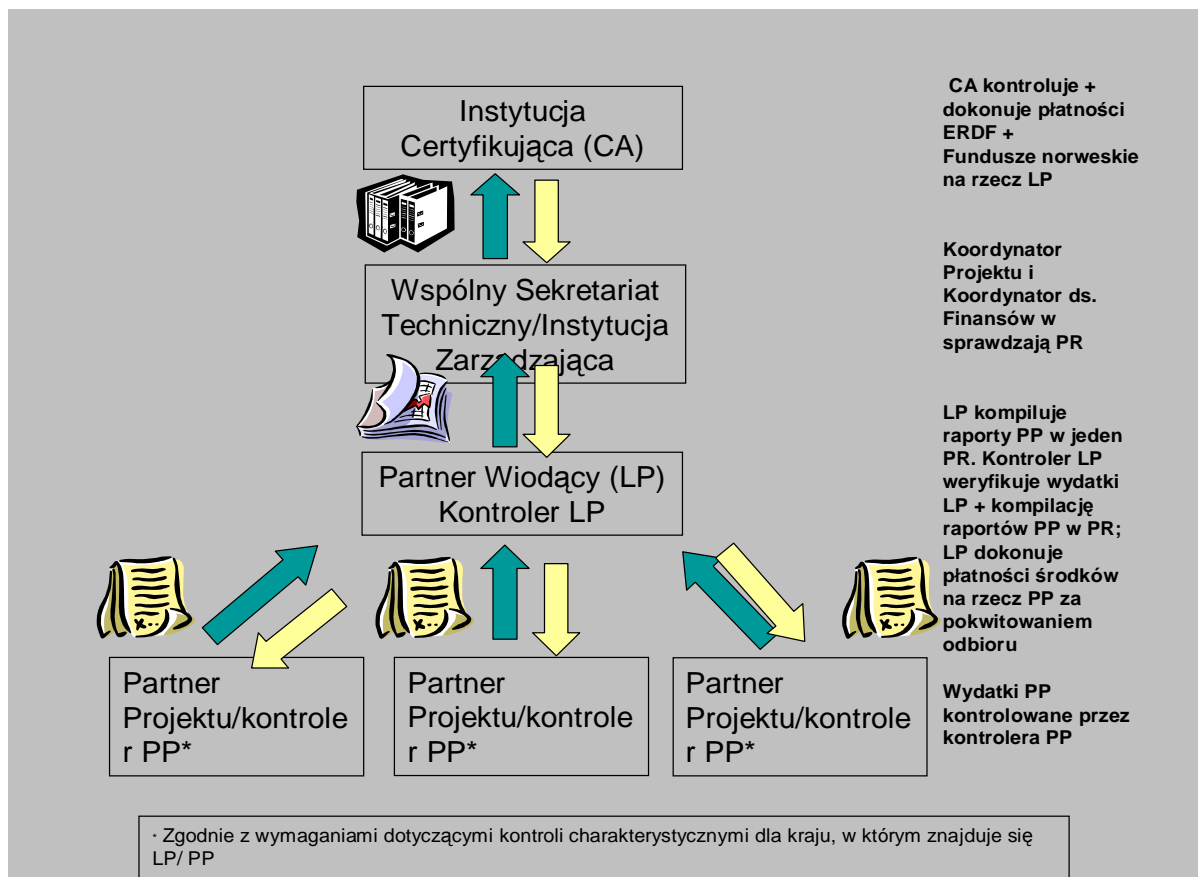 Instytucja
Certyfikująca (CA)
CA kontroluje +
dokonuje płatności
ERDF +
Fundusze norweskie
na rzecz LP
Wspólny Sekretariat
Techniczny/Instytucja
Zarządzająca
Koordynator
Projektu i
Koordynator ds.
Finansów w
sprawdzają PR
Partner Wiodący (LP)
Kontroler LP
LP kompiluje
raporty PP w jeden
PR. Kontroler LP
weryfikuje wydatki
LP + kompilację
raportów PP w PR;
LP dokonuje
płatności środków
na rzecz PP za
pokwitowaniem
odbioru
Partner
Projektu/kontrole
r PP*
Partner
Projektu/kontrole
r PP*
Partner
Projektu/kontrole
r PP*
Wydatki PP
kontrolowane przez
kontrolera PP
* Zgodnie z wymaganiami dotyczącymi kontroli charakterystycznymi dla kraju, w którym znajduje się
LP/ PP